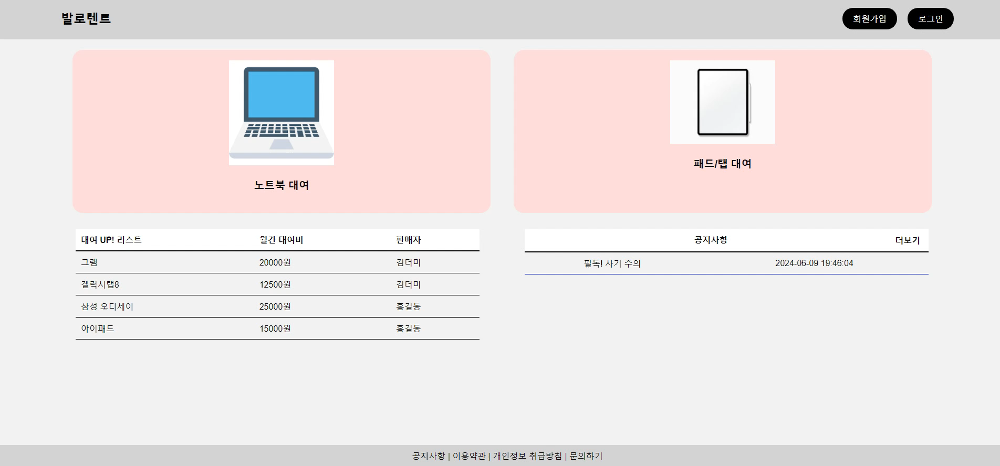 발로렌트
회원가입 로그인
노트북 대여
패드/탭 대여
대여 UP! 리스트 월간 대여비 판매자
그램 20000원 김더미
겔럭시탭8 12500원 김더미
삼성 오디세이 25000원 홍길동
아이패드 15000원 홍길동
공지사항 더보기
필독! 사기 주의 2024-06-09 19:46:04
공지사항 | 이용약관 | 개인정보 취급방침 | 문의하기